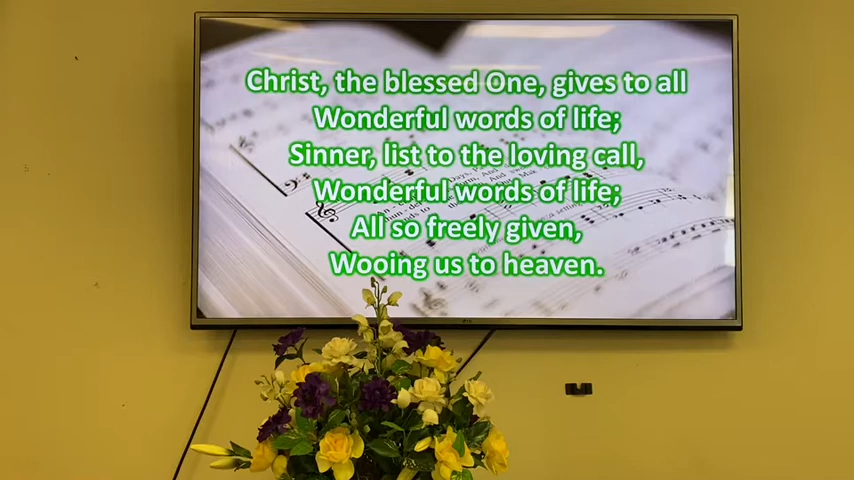 Christ, the blessed One, gives to all
Wonderful words of life;
Sinner, list to the loving call,
Wonderful words of life;
All so freely given,
Wooing us to heaven.